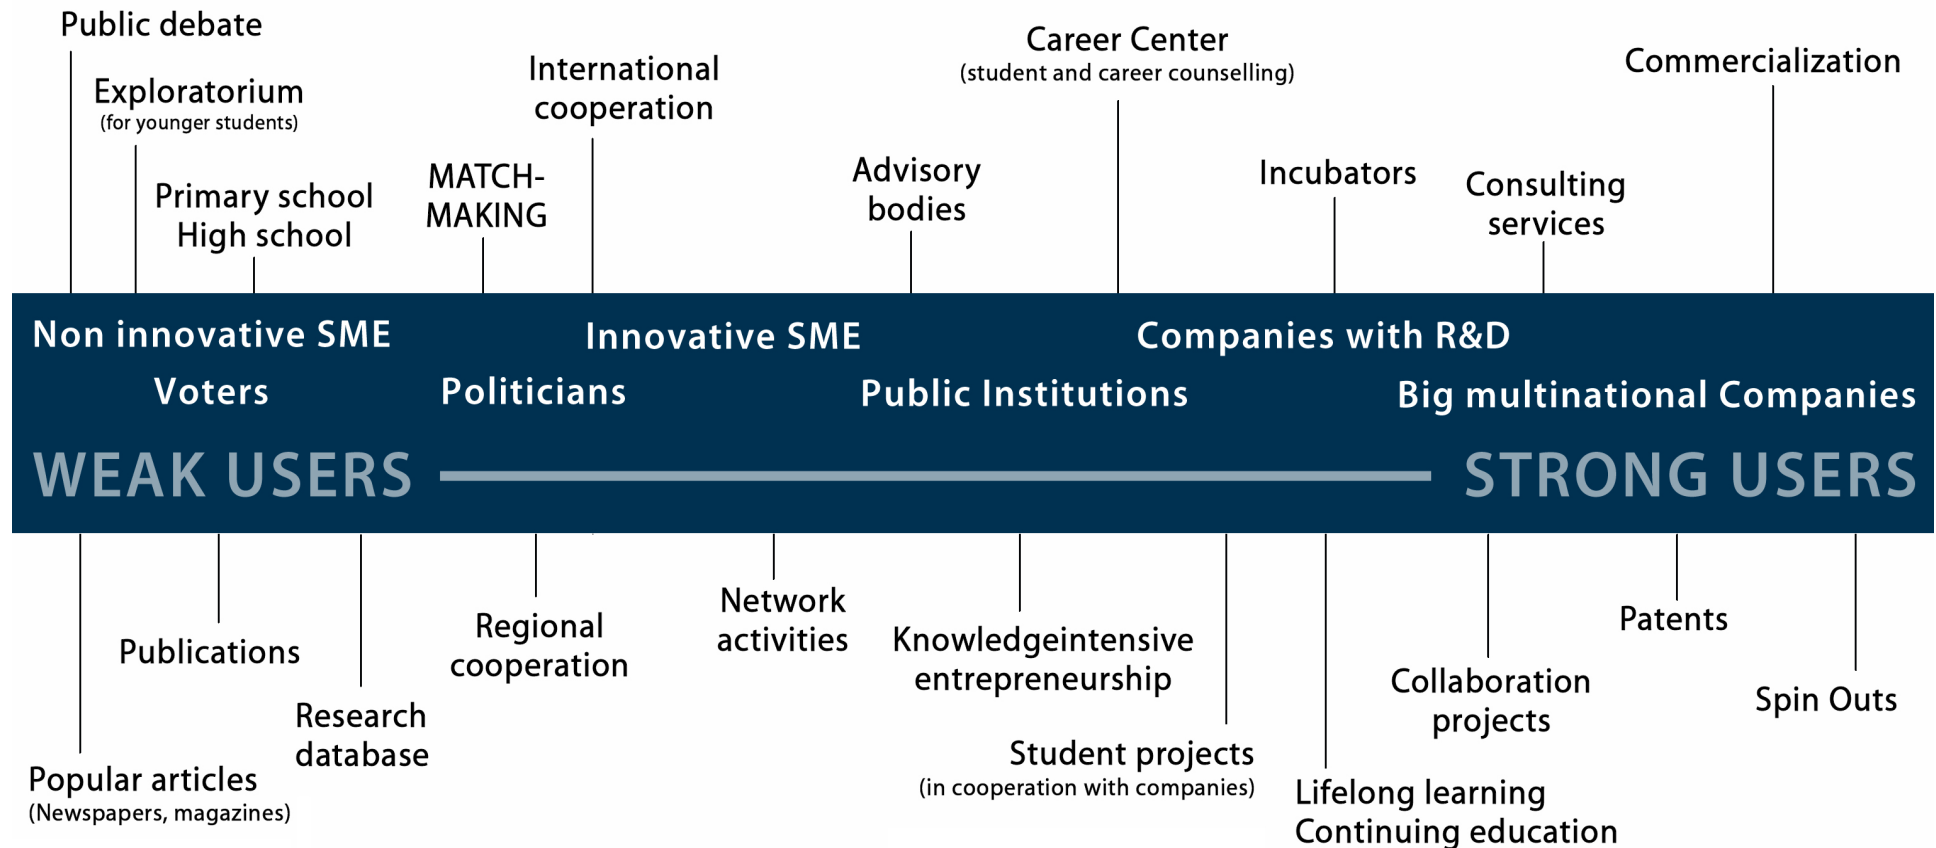 Public debate
Exploratorium
(for younger students)
Primary school
High school
MATCH-
MAKING
International
cooperation
Advisory
bodies
Career Center
(student and career counselling)
Incubators
Consulting
services
Commercialization
Non innovative SME
Innovative SME
Companies with R&D
Voters
Politicians
Public Institutions
Big multinational Companies
WEAK USERS
STRONG USERS
Popular articles
(Newspapers, magazines)
Publications
Research
database
Regional
cooperation
Network
activities
Knowledgeintensive
entrepreneurship
Student projects
(in cooperation with companies)
Lifelong learning
Continuing education
Collaboration
projects
Patents
Spin Outs